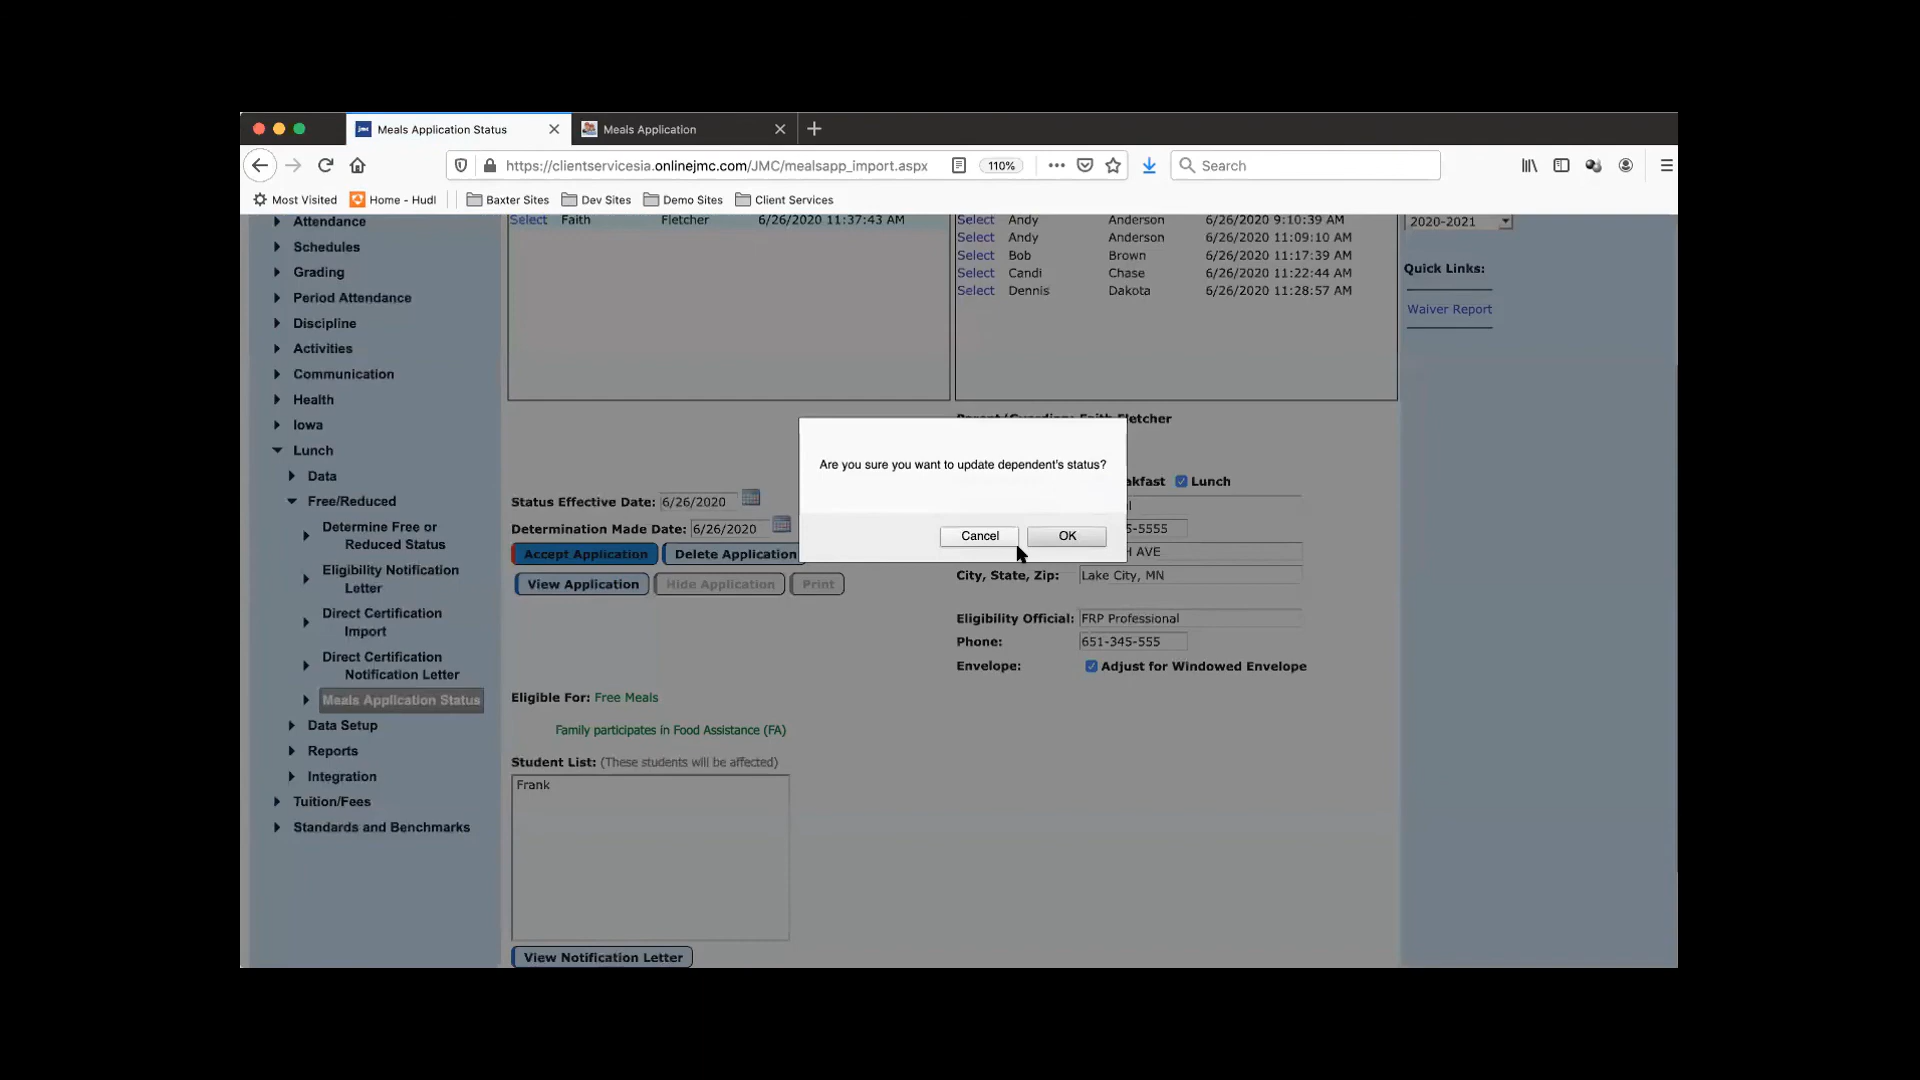 Meals Application Status
Meals Application
https://clientservicesia.onlinejmc.com/JMC/mealsapp_import.aspx
110%
Search
Most Visited
Home - Hudl
Baxter Sites
Dev Sites
Demo Sites
Client Services
Attendance
Schedules
Grading
Period Attendance
Discipline
Activities
Communication
Health
Iowa
Lunch
Data
Free/Reduced
Determine Free or
Reduced Status
Eligibility Notification
Letter
Direct Certification
Import
Direct Certification
Notification Letter
Meals Application Status
Data Setup
Reports
Integration
Tuition/Fees
Standards and Benchmarks
Select Faith Fletcher 6/26/2020 11:37:43 AM
Select Andy Anderson 6/26/2020 9:10:39 AM
Select Andy Anderson 6/26/2020 11:09:10 AM
Select Bob Brown 6/26/2020 11:17:39 AM
Select Candi Chase 6/26/2020 11:22:44 AM
Select Dennis Dakota 6/26/2020 11:28:57 AM
2020-2021
Quick Links:
Waiver Report
Are you sure you want to update dependent's status?
Cancel
OK
Status Effective Date: 6/26/2020
Determination Made Date: 6/26/2020
Accept Application
Delete Application
View Application
Hide Application
Print
Lunch
City, State, Zip: Lake City, MN
Eligibility Official: FRP Professional
Phone: 651-345-555
Envelope: Adjust for Windowed Envelope
Eligible For: Free Meals
Family participates in Food Assistance (FA)
Student List: (These students will be affected)
Frank
View Notification Letter